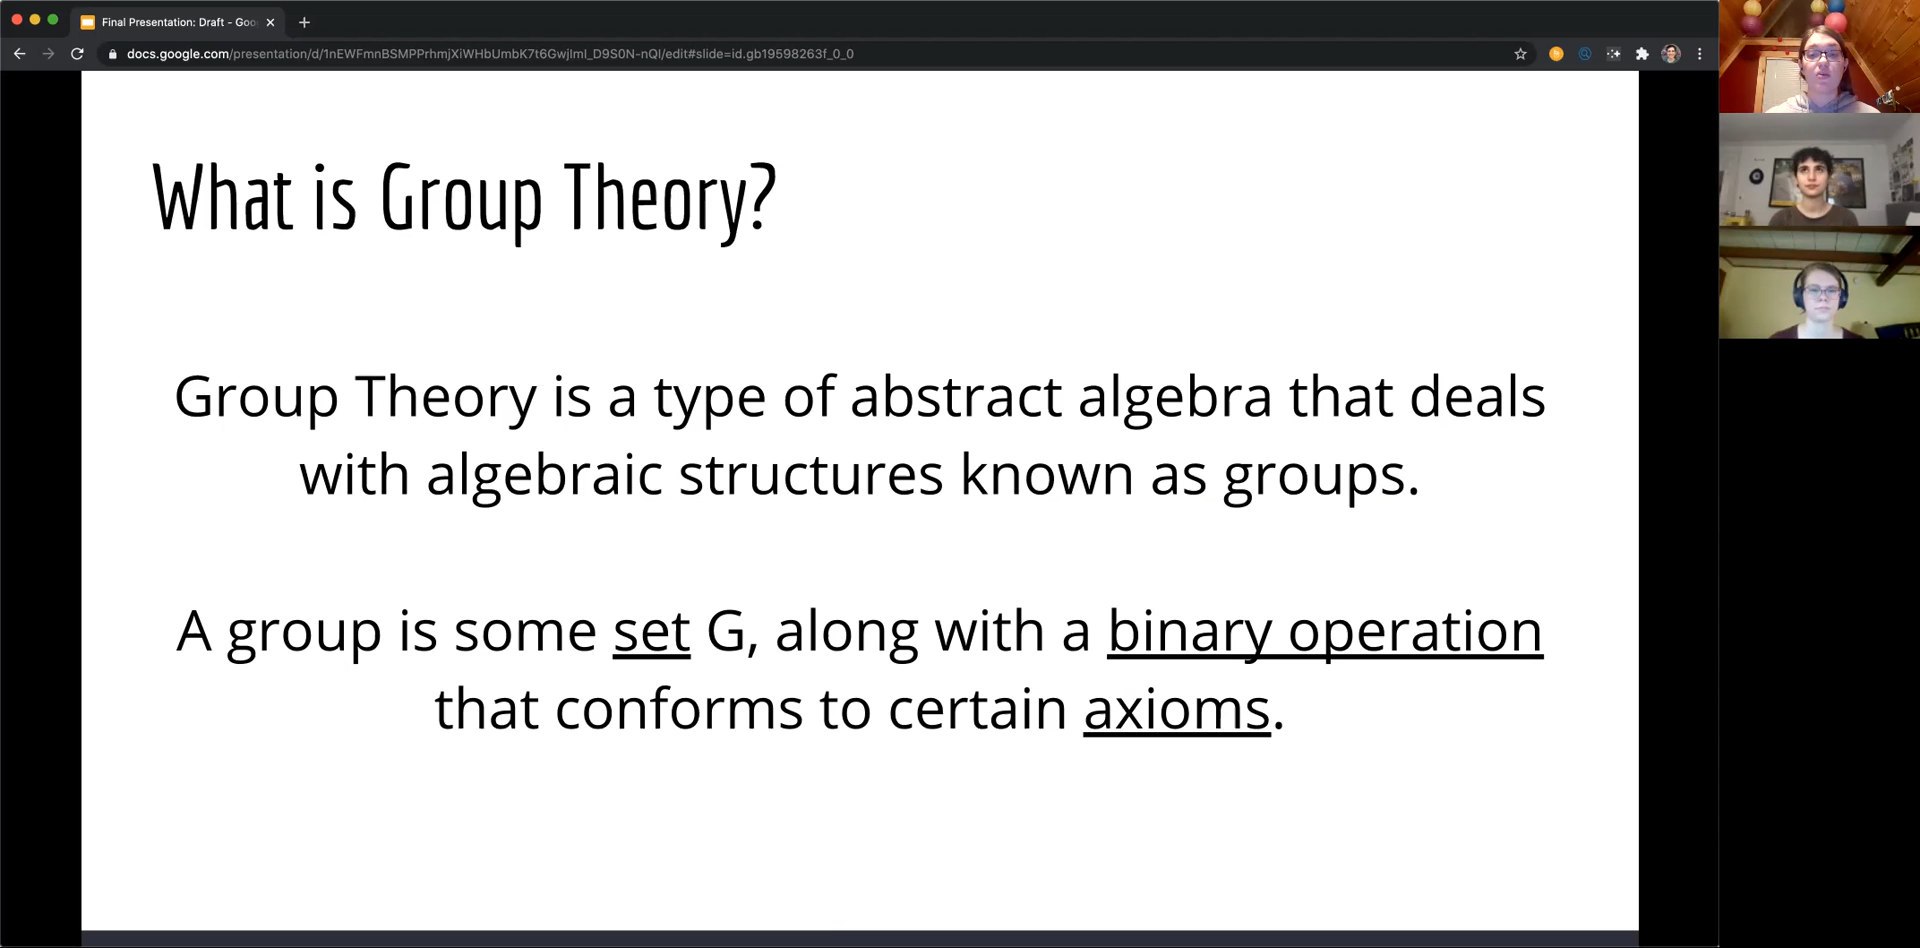 Final Presentation: Draft - Goo
docs.google.com/presentation/d/1nEWFmnBSMPPrhmjXiWHbUmbK7t6GwjImI_D9S0N-nQI/edit#slide=id.gb19598263f_0_0
What is Group Theory?
Group Theory is a type of abstract algebra that deals
with algebraic structures known as groups.
A group is some set G, along with a binary operation
that conforms to certain axioms.